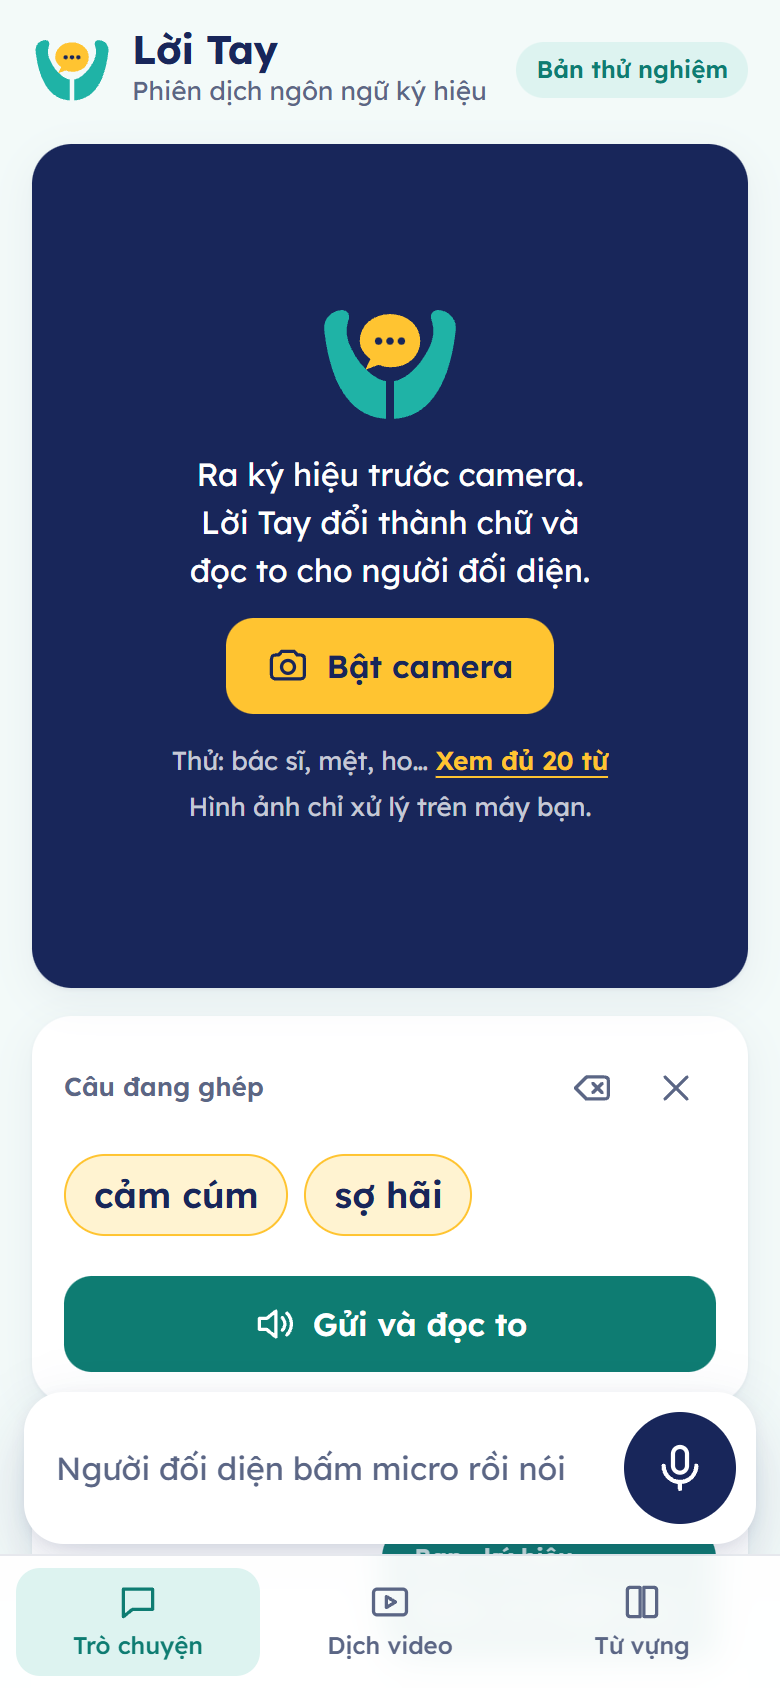 Lời Tay
Phiên dịch ngôn ngữ ký hiệu
Bản thử nghiệm
Ra ký hiệu trước camera.
Lời Tay đổi thành chữ và
đọc to cho người đối diện.
Bật camera
Thử: bác sĩ, mệt, ho... Xem đủ 20 từ
Hình ảnh chỉ xử lý trên máy bạn.
Câu đang ghép
cảm cúm
sợ hãi
Gửi và đọc to
Người đối diện bấm micro rồi nói
Trò chuyện
Dịch video
Từ vựng